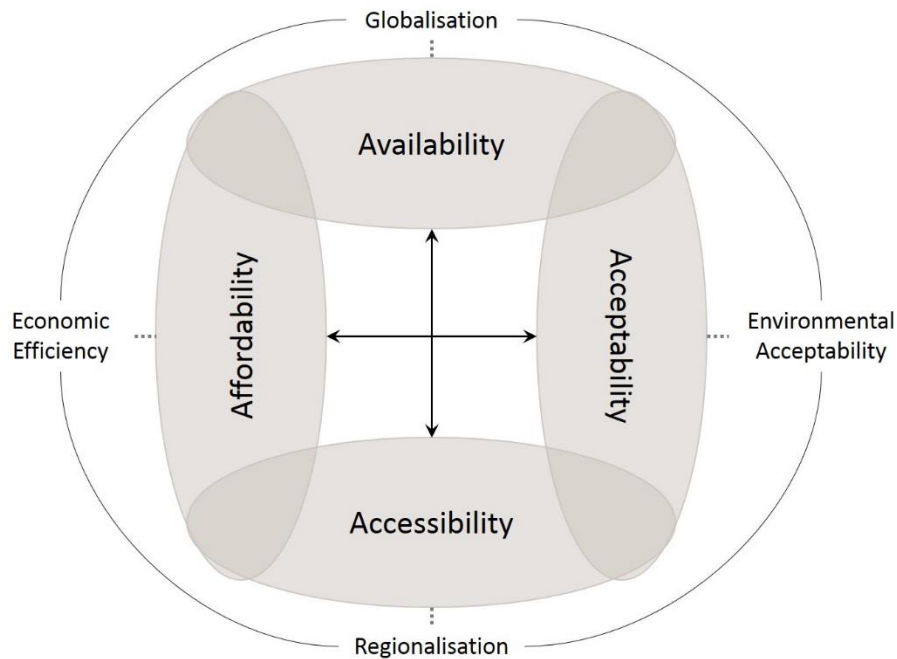 Globalisation
Availability
Affordability
Acceptability
Economic
Efficiency
Environmental
Acceptability
Accessibility
Regionalisation